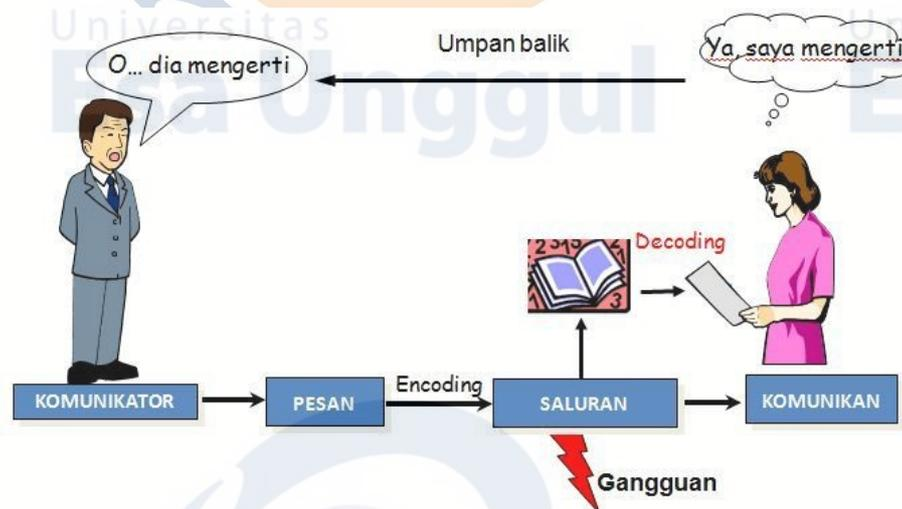 Universitas
Esa Unggul
O... dia mengerti
Umpan balik
Ya, saya mengerti
Decoding
KOMUNIKATOR
PESAN
Encoding
SALURAN
KOMUNIKAN
Gangguan